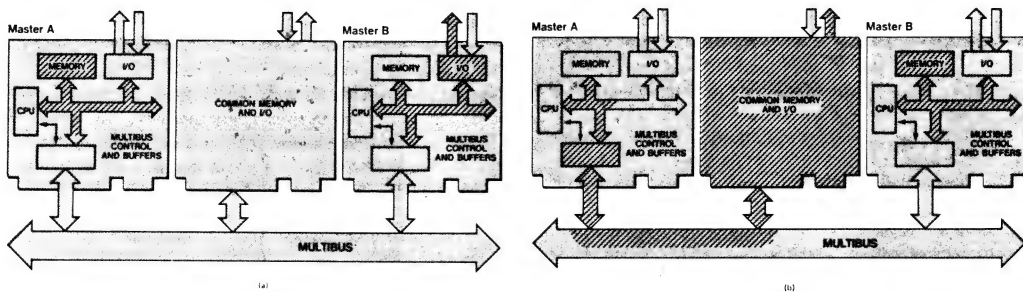 Master A
MEMORY
I/O
CPU
MULTIBUS
CONTROL
AND BUFFERS
COMMON MEMORY
AND I/O
Master B
MEMORY
I/O
CPU
MULTIBUS
CONTROL
AND BUFFERS
MULTIBUS
(a)
Master A
MEMORY
I/O
CPU
MULTIBUS
CONTROL
AND BUFFERS
COMMON MEMORY
AND I/O
Master B
MEMORY
I/O
CPU
MULTIBUS
CONTROL
AND BUFFERS
MULTIBUS
(b)